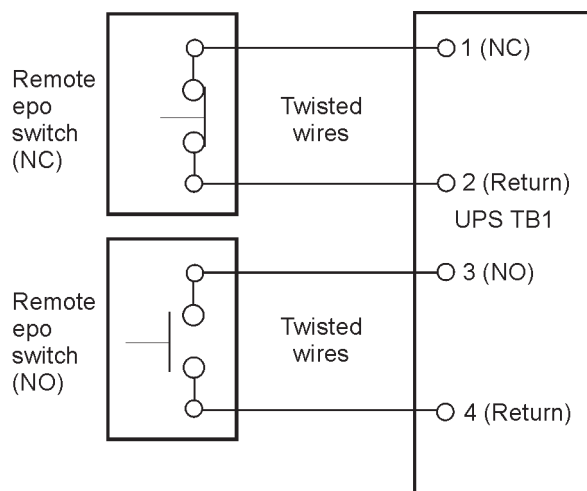 Remote
epo
switch
(NC)
Twisted
wires
1 (NC)
2 (Return)
UPS TB1
Remote
epo
switch
(NO)
Twisted
wires
3 (NO)
4 (Return)